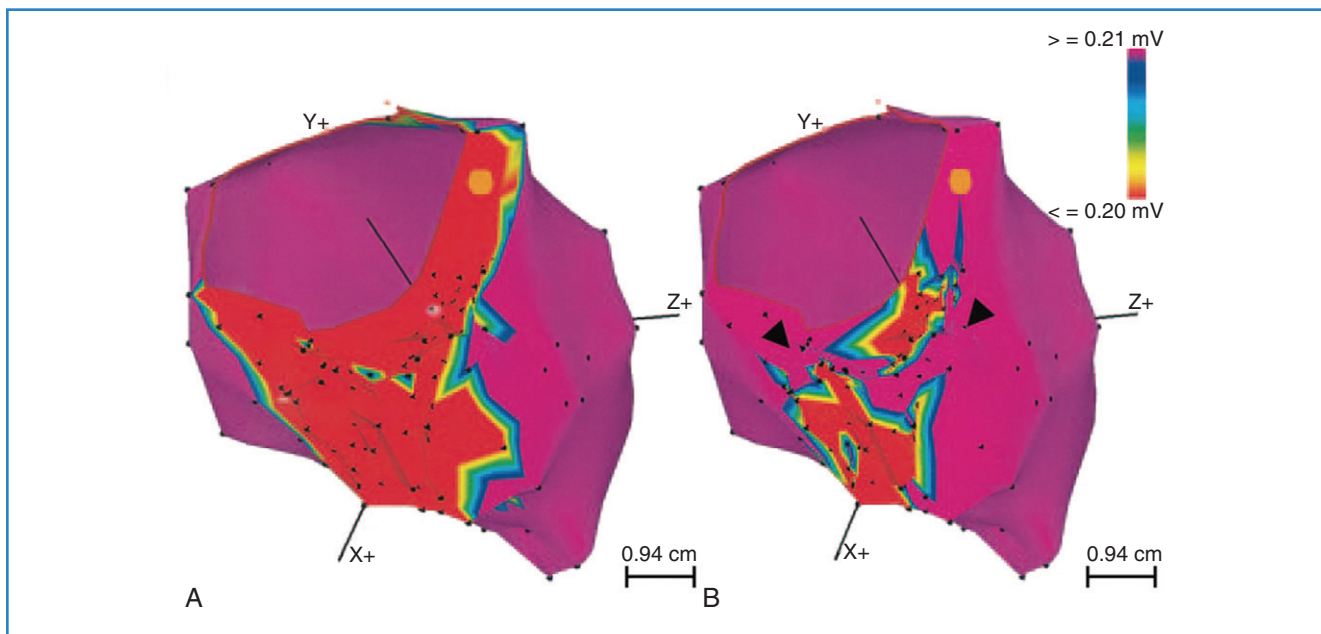 > = 0.21 mV
< = 0.20 mV
Y+
Z+
X+
0.94 cm
A
Y+
Z+
X+
0.94 cm
B